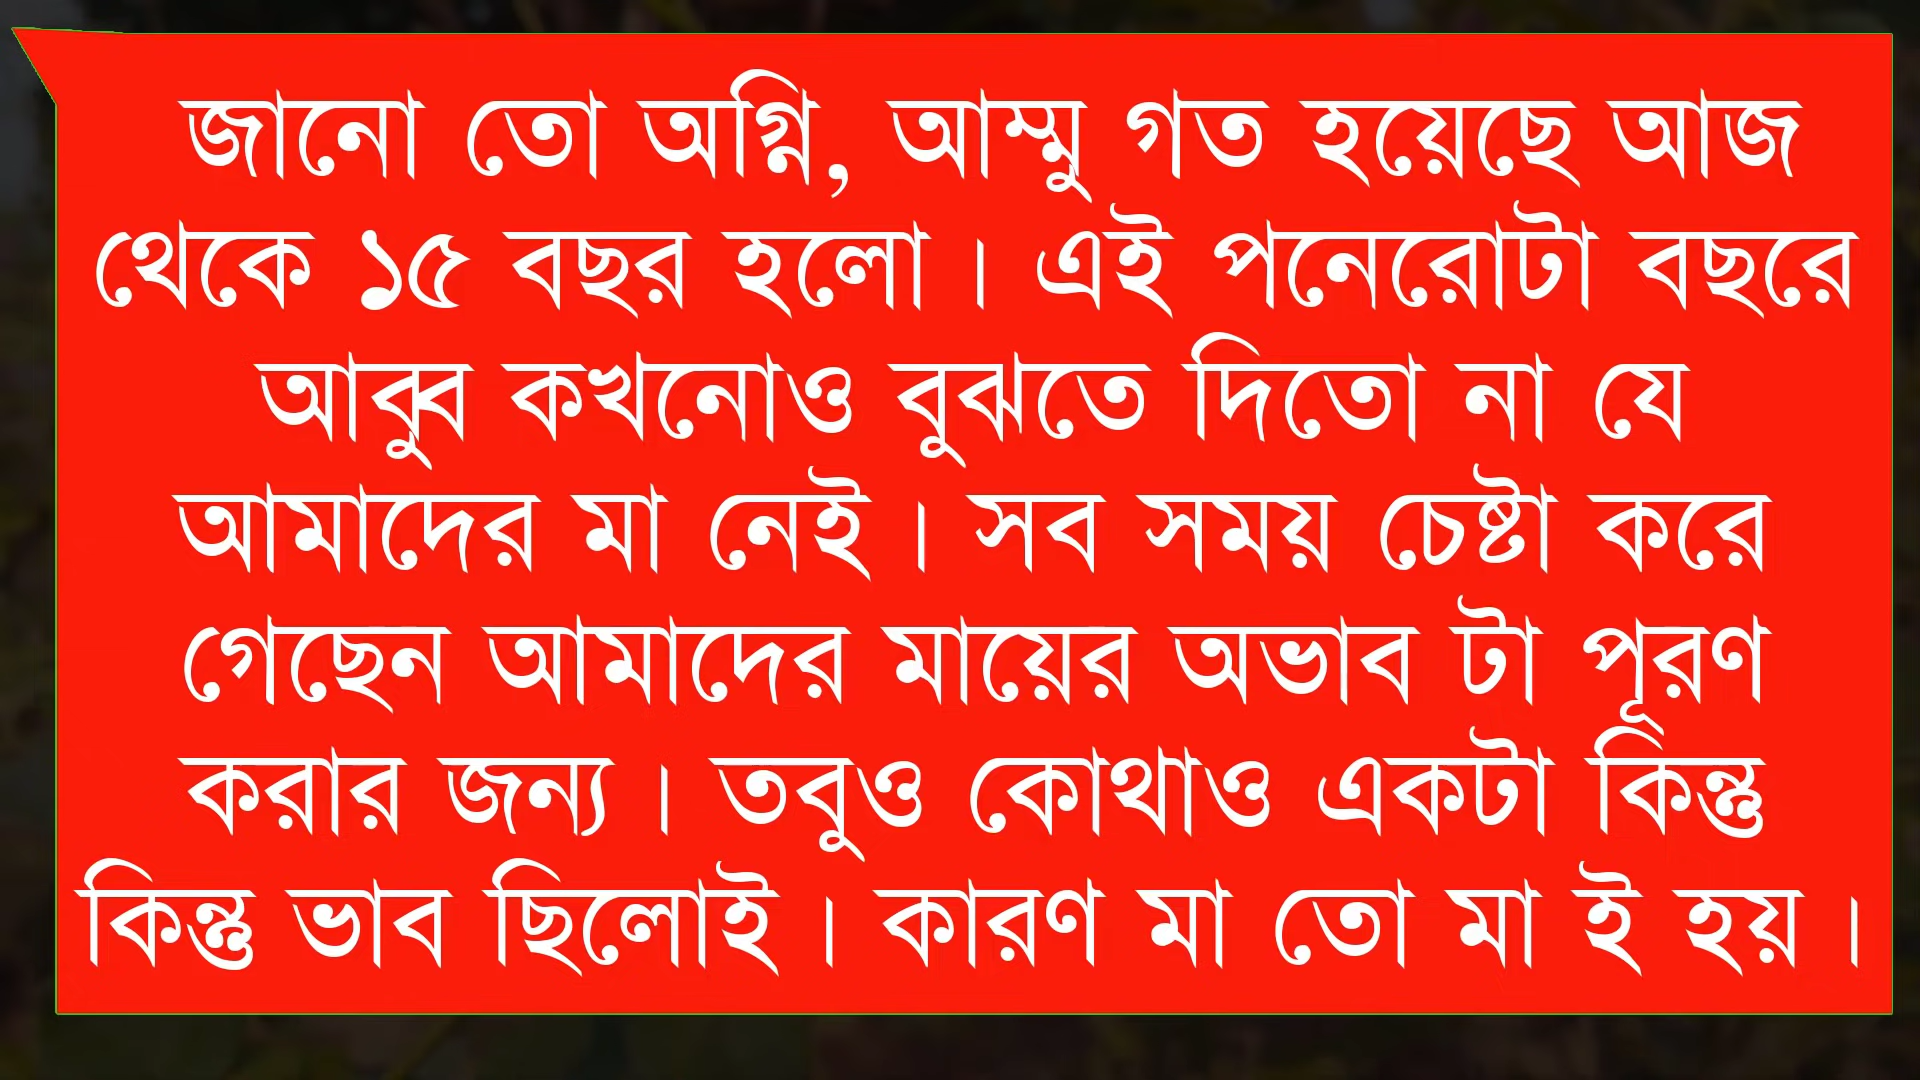 জানো তো অগ্নি, আম্মু গত হয়েছে আজ
থেকে ১৫ বছর হলো। এই পনেরোটা বছরে
আব্বু কখনোও বুঝতে দিতো না যে
আমাদের মা নেই। সব সময় চেষ্টা করে
গেছেন আমাদের মায়ের অভাব টা পূরণ
করার জন্য। তবুও কোথাও একটা কিন্তু
কিন্তু ভাব ছিলোই। কারণ মা তো মা ই হয়।